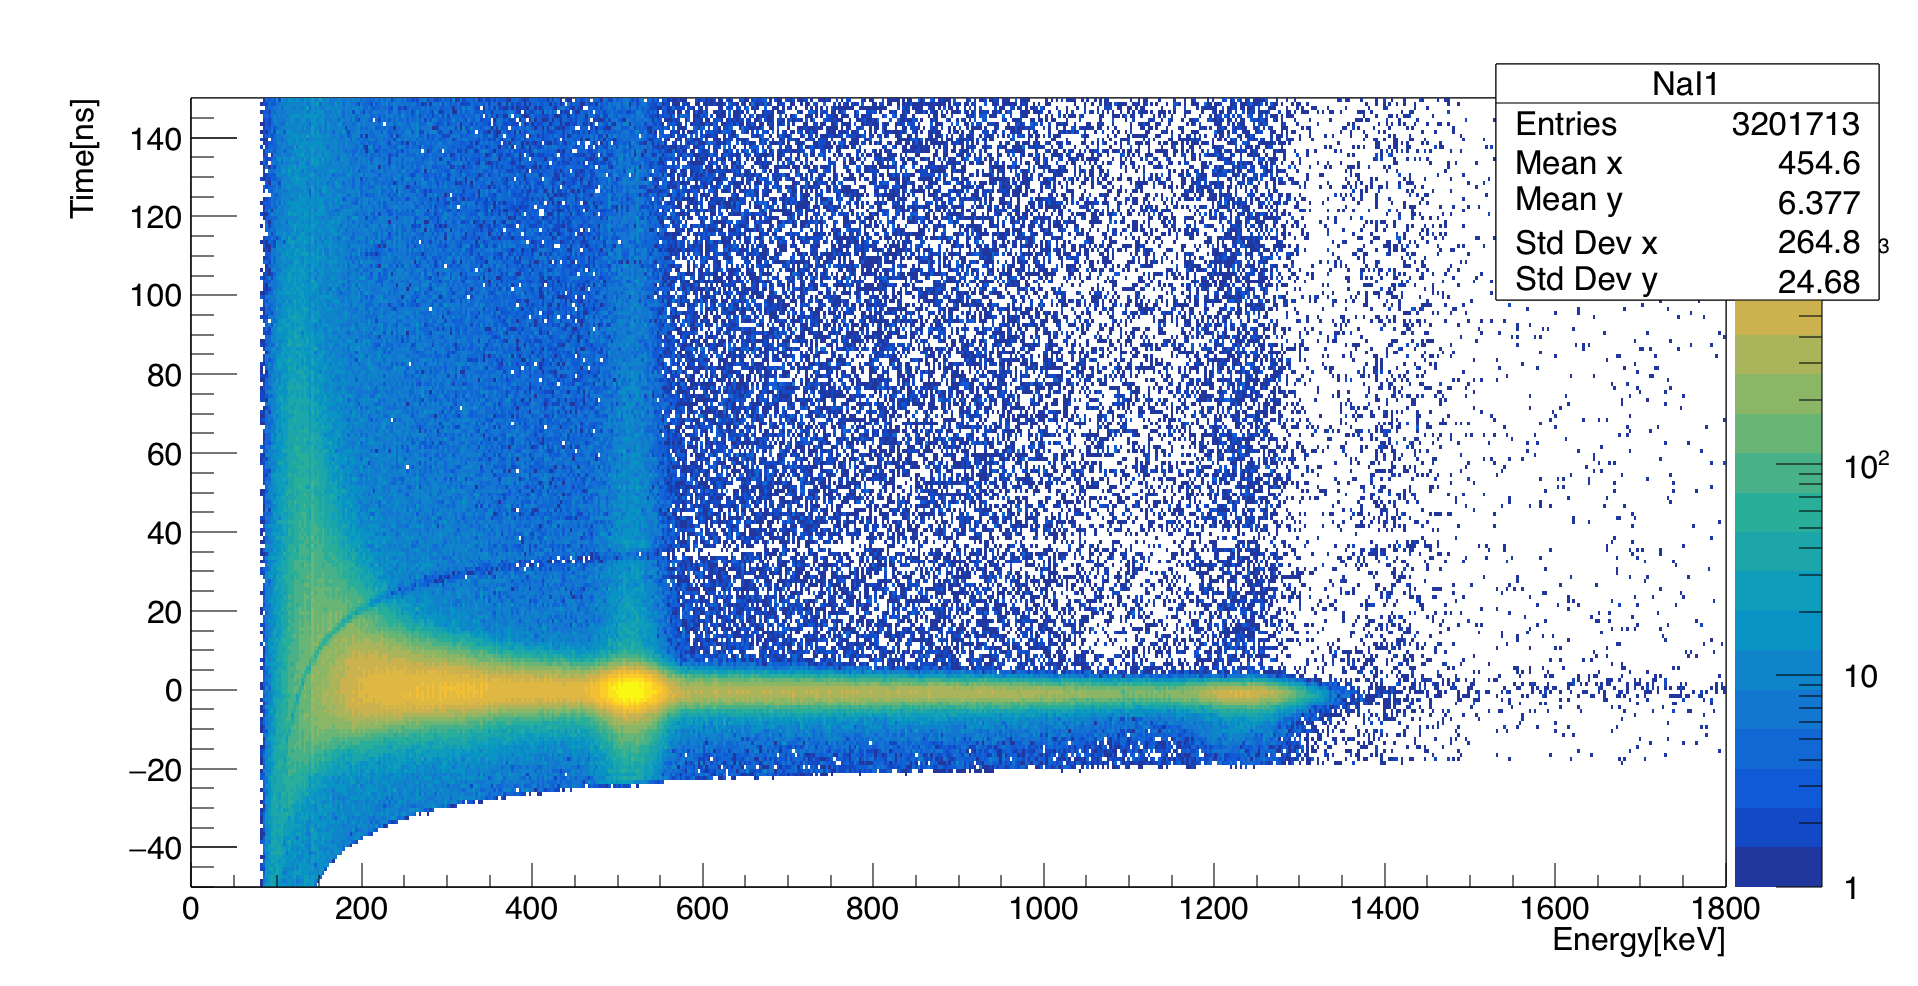 NaI1
Entries 3201713
Mean x 454.6
Mean y 6.377
Std Dev x 264.8
Std Dev y 24.68
3
Time[ns]
140
120
100
80
60
40
20
0
−20
−40
10²
10
1
0 200 400 600 800 1000 1200 1400 1600 1800
Energy[keV]